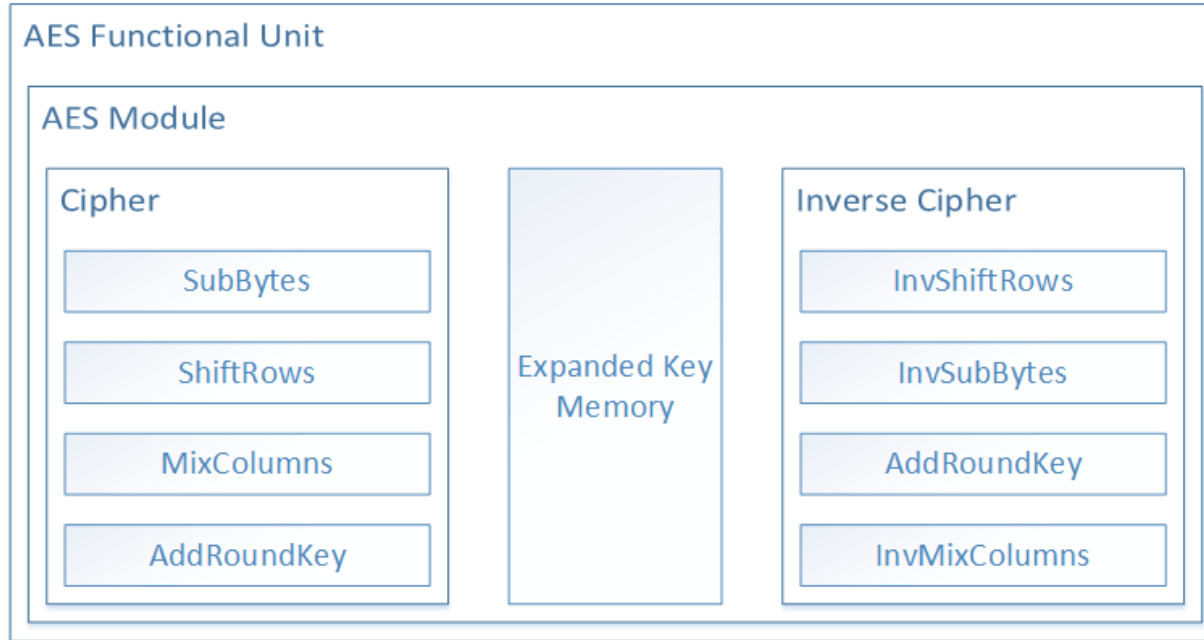 AES Functional Unit
AES Module
Cipher
SubBytes
ShiftRows
MixColumns
AddRoundKey
Expanded Key
Memory
Inverse Cipher
InvShiftRows
InvSubBytes
AddRoundKey
InvMixColumns